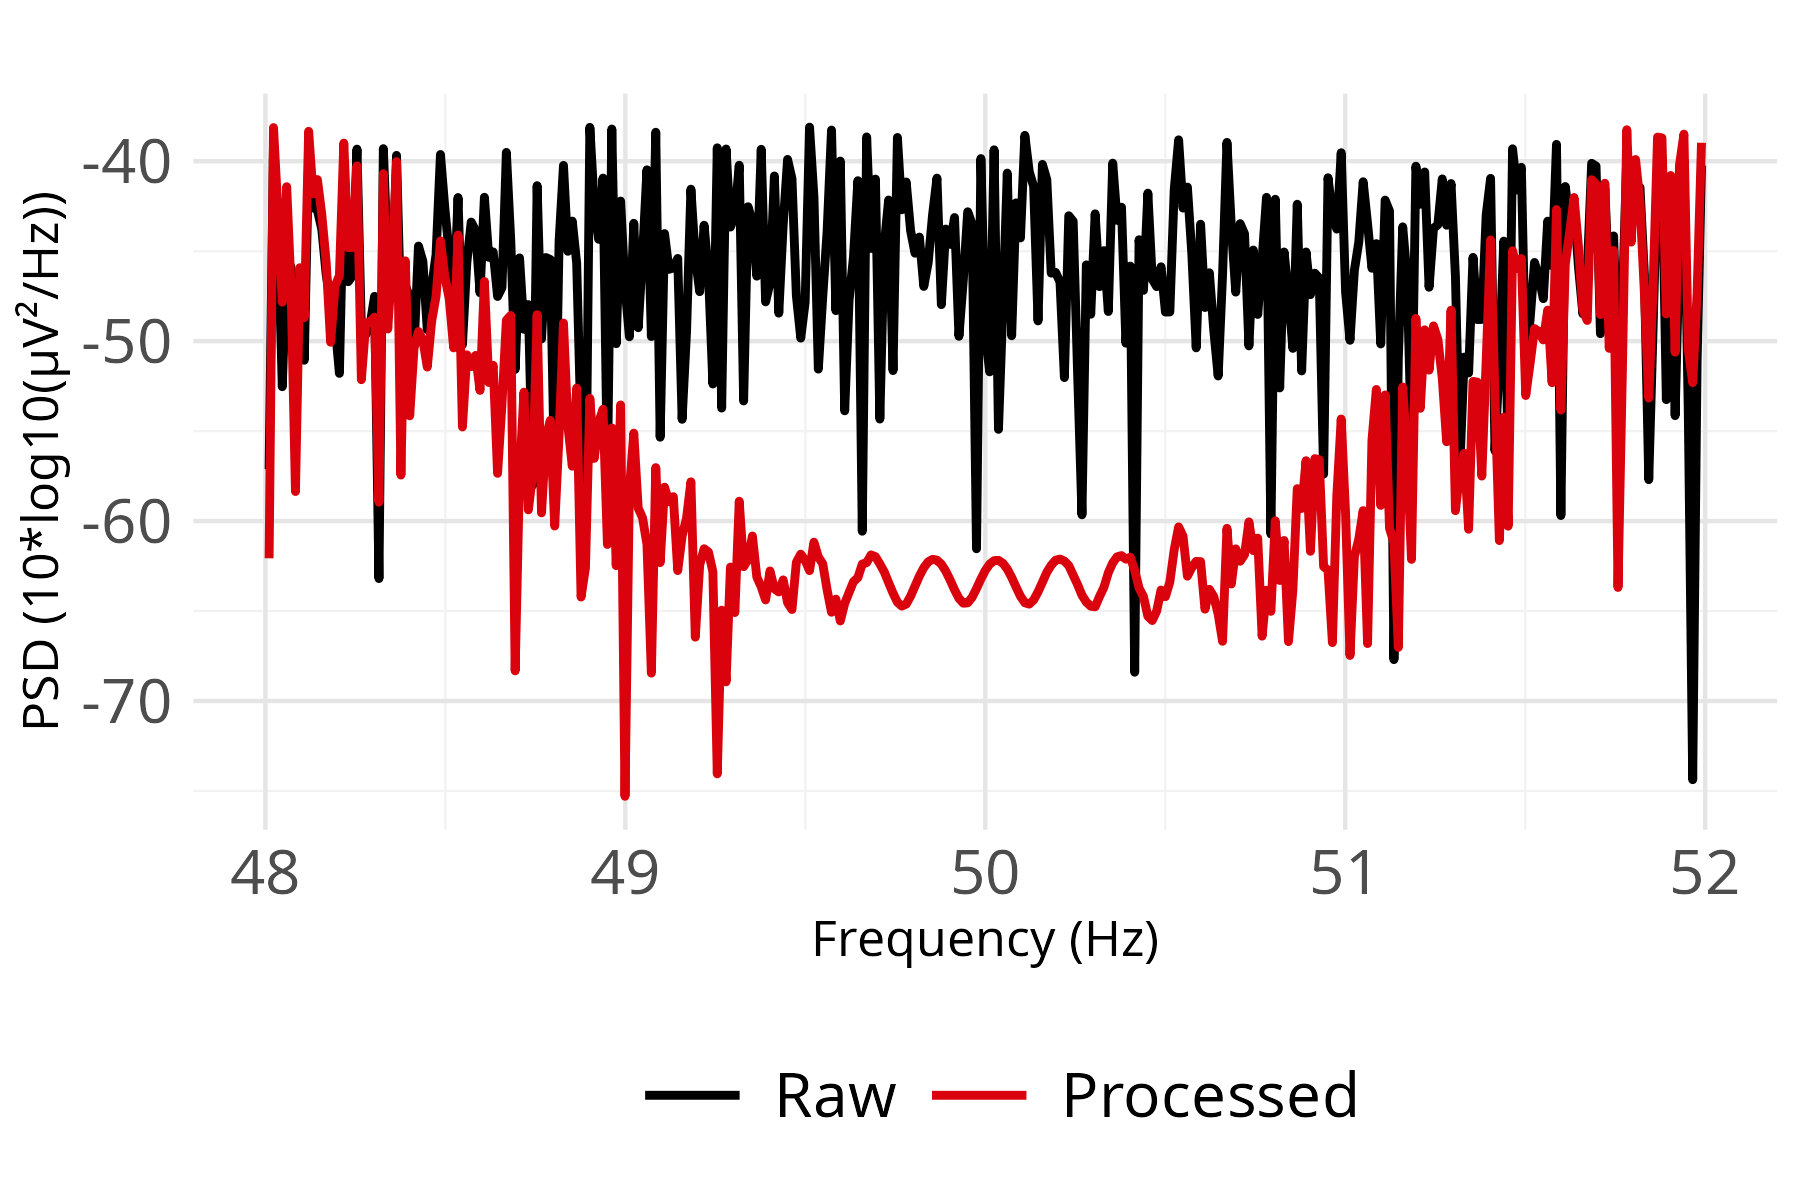 PSD (10*log10(µV²/Hz))
-40
-50
-60
-70
48 49 50 51 52
Frequency (Hz)
Raw Processed